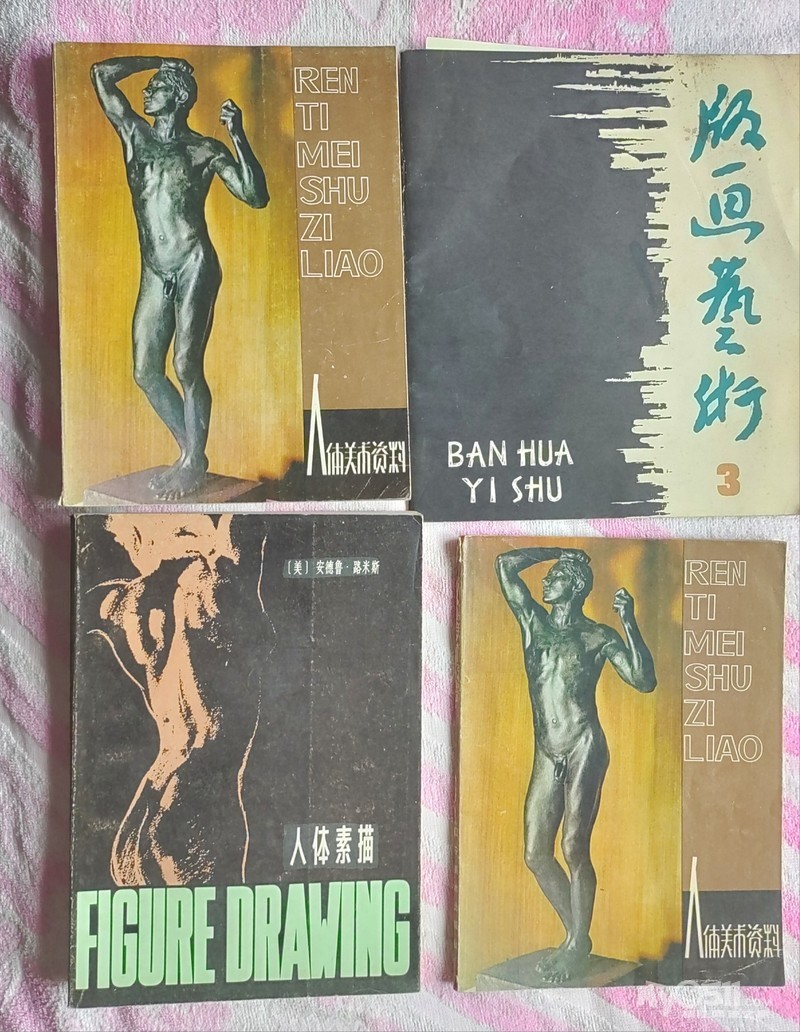 REN
TI
MEI
SHU
ZI
LIAO
人体美术资料
版画藝術
BAN HUA
YI SHU
3
〔美〕安德鲁·路米斯
人体素描
FIGURE DRAWING
REN
TI
MEI
SHU
ZI
LIAO
人体美术资料